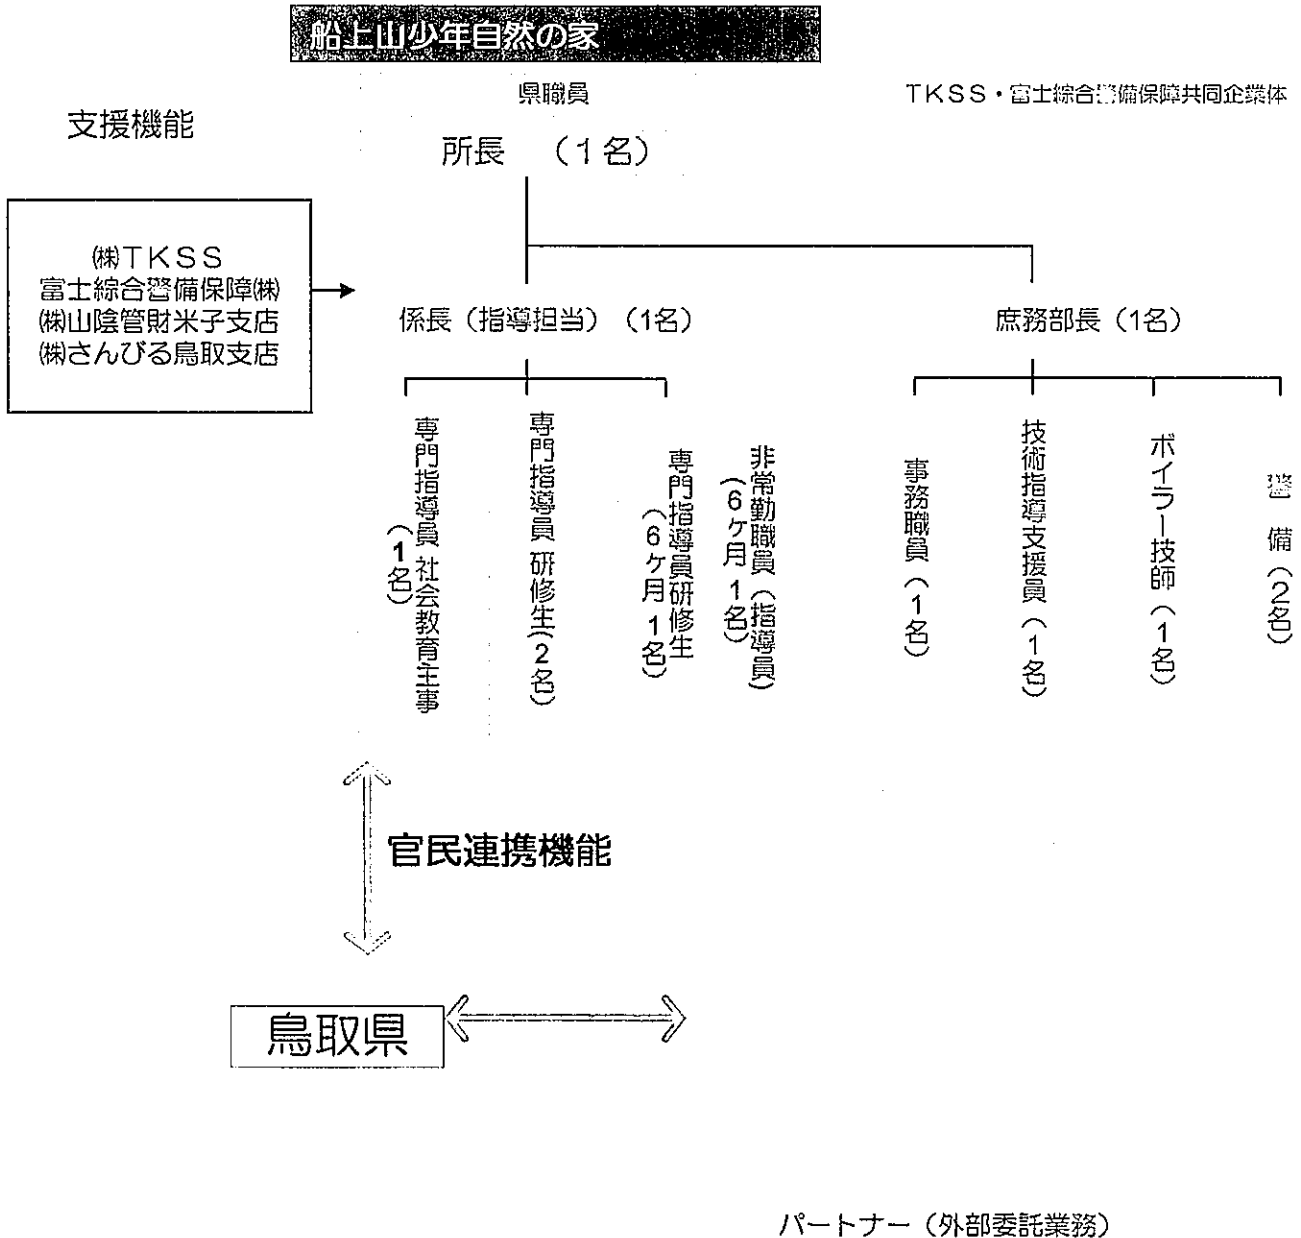 船上山少年自然の家
県職員
TKSS・富士綜合警備保障共同企業体
支援機能
所長　（1名）
㈱TKSS
富士綜合警備保障㈱
㈱山陰管財米子支店
㈱さんびる鳥取支店
係長（指導担当）（1名）
庶務部長（1名）
専門指導員 社会教育主事
（1名）
専門指導員 研修生（2名）
専門指導員研修生
（6ヶ月 1名）
非常勤職員（指導員）
（6ヶ月 1名）
事務職員（1名）
技術指導支援員（1名）
ボイラー技師（1名）
警　備（2名）
官民連携機能
鳥取県
パートナー（外部委託業務）